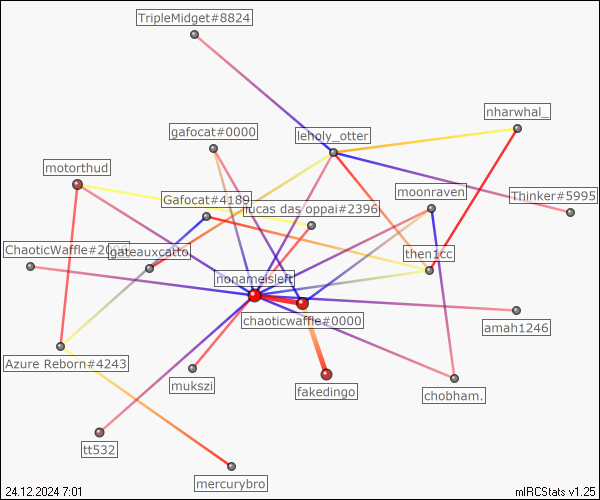 TripleMidget#8824
nharwhal_
gafocat#0000
leholy_otter
motorthud
moonraven
Thinker#5995
Gafocat#4189
lucas das oppai#2396
ChaoticWaffle#2
gateauxcatto
then1cc
nonameisleft
chaoticwaffle#0000
amah1246
Azure Reborn#4243
mukszi
fakedingo
chobham.
tt532
mercurybro
24.12.2024 7:01
mIRCStats v1.25